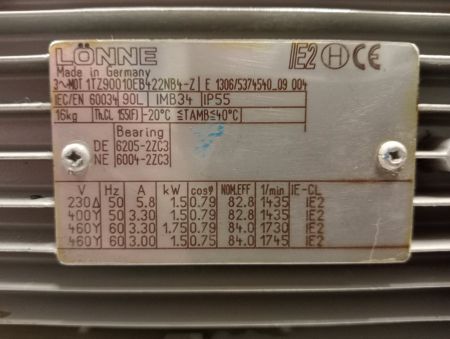 LÖNNE IE2 H CE
Made in Germany
3~MOT 1TZ90010EB422NB4-Z E 1306/5374540_09 004
IEC/EN 60034 90L IMB34 IP55
16kg Th.CL 155(F) -20°C ≤TAMB≤40°C
Bearing
DE 6205-2ZC3
NE 6004-2ZC3
V Hz A kW cosφ NOM.EFF 1/min IE-CL
230Δ 50 5.8 1.5 0.79 82.8 1435 IE2
400Y 50 3.30 1.5 0.79 82.8 1435 IE2
460Y 60 3.30 1.75 0.79 84.0 1730 IE2
460Y 60 3.00 1.5 0.75 84.0 1745 IE2